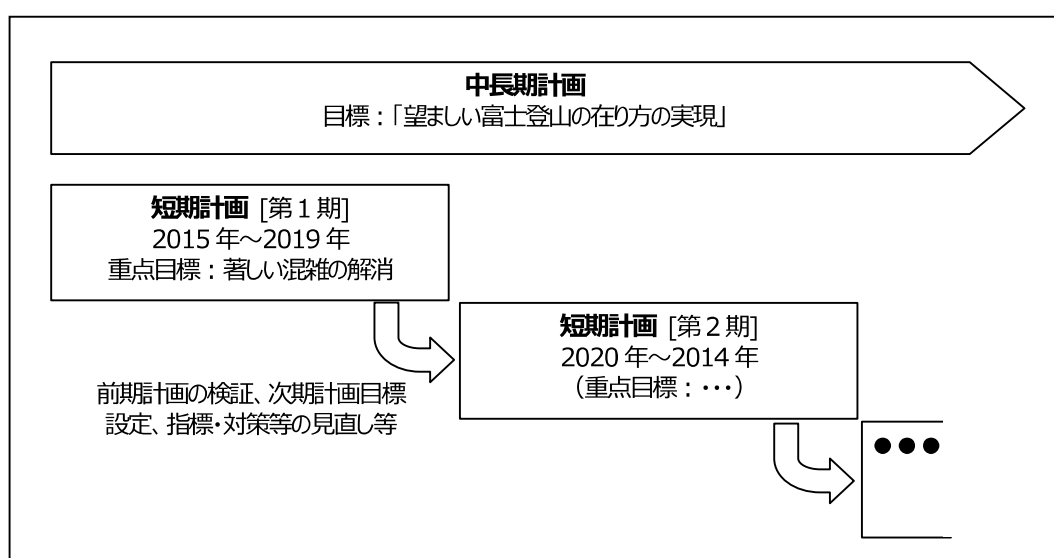 中長期計画
目標：「望ましい富士登山の在り方の実現」
短期計画 [第１期]
2015 年～2019 年
重点目標：著しい混雑の解消
短期計画 [第２期]
2020 年～2014 年
（重点目標：・・・）
前期計画の検証、次期計画目標
設定、指標・対策等の見直し等
●●●